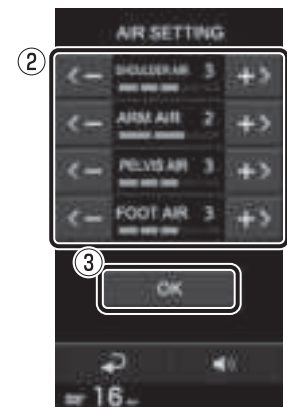 AIR SETTING
②
<− SHOULDER AIR 3 +>
<− ARM AIR 2 +>
<− PELVIS AIR 3 +>
<− FOOT AIR 3 +>
③
OK
16